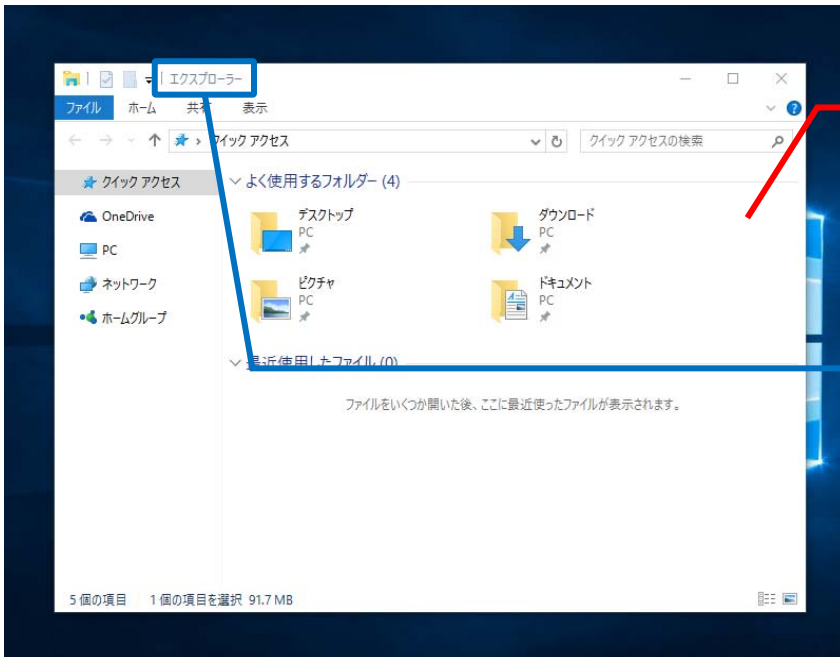 エクスプローラー
ファイル ホーム 共有 表示
クイック アクセス クイック アクセスの検索
クイック アクセス
OneDrive
PC
ネットワーク
ホームグループ
よく使用するフォルダー (4)
デスクトップ
PC
ダウンロード
PC
ピクチャ
PC
ドキュメント
PC
最近使用したファイル (0)
ファイルをいくつか開いた後、ここに最近使ったファイルが表示されます。
5 個の項目 1 個の項目を選択 91.7 MB